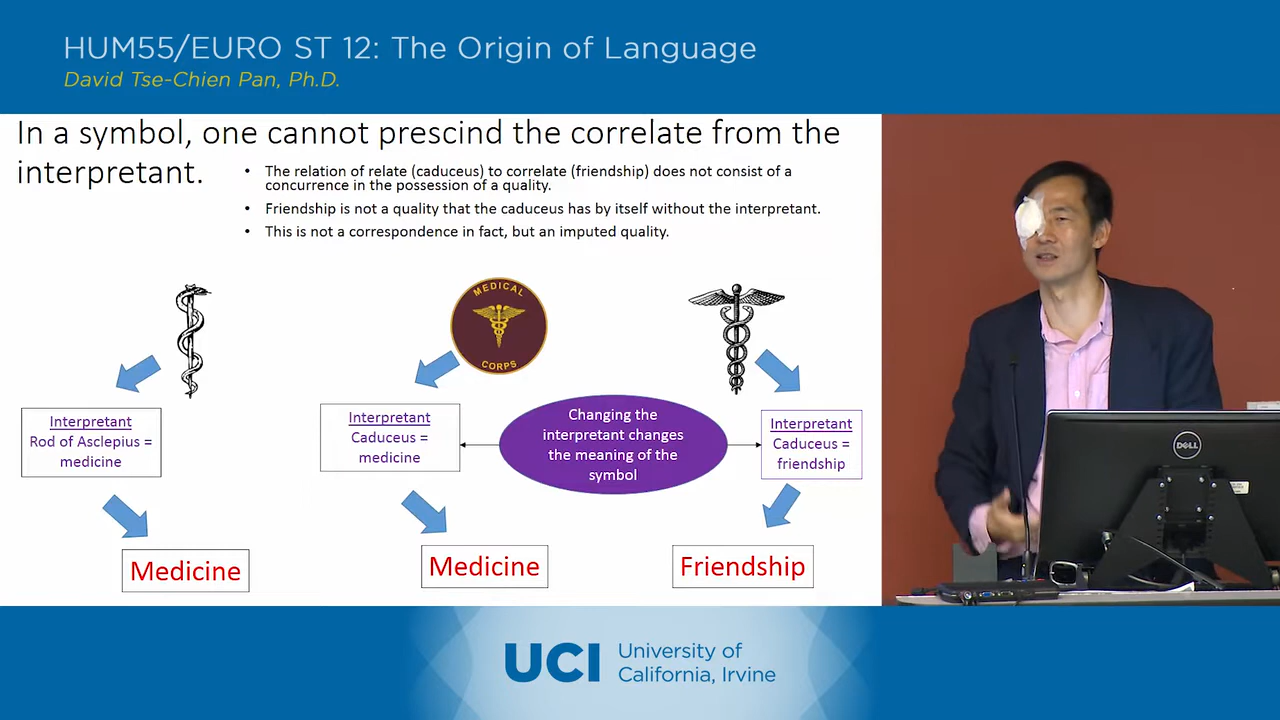 HUM55/EURO ST 12: The Origin of Language
David Tse-Chien Pan, Ph.D.
In a symbol, one cannot prescind the correlate from the
interpretant.
• The relation of relate (caduceus) to correlate (friendship) does not consist of a
concurrence in the possession of a quality.
• Friendship is not a quality that the caduceus has by itself without the interpretant.
• This is not a correspondence in fact, but an imputed quality.
MEDICAL
CORPS
Interpretant
Rod of Asclepius =
medicine
Interpretant
Caduceus =
medicine
Changing the
interpretant changes
the meaning of the
symbol
Interpretant
Caduceus =
friendship
Medicine
Medicine
Friendship
DELL
UCI
University of
California, Irvine